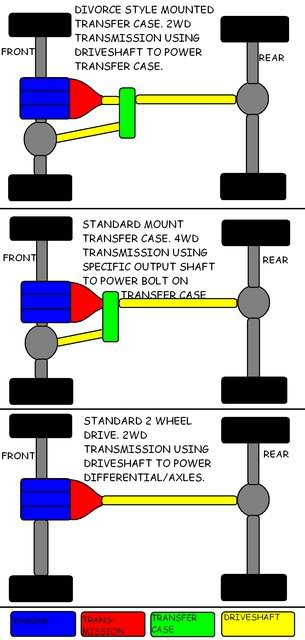 DIVORCE STYLE MOUNTED
TRANSFER CASE. 2WD
TRANSMISSION USING
DRIVESHAFT TO POWER
TRANSFER CASE.
FRONT
REAR
STANDARD MOUNT
TRANSFER CASE. 4WD
TRANSMISSION USING
SPECIFIC OUTPUT SHAFT
TO POWER BOLT ON
TRANSFER CASE
FRONT
REAR
STANDARD 2 WHEEL
DRIVE. 2WD
TRANSMISSION USING
DRIVESHAFT TO POWER
DIFFERENTIAL/AXLES.
FRONT
REAR
ENGINE
TRANS-
MISSION
TRANSFER
CASE
DRIVESHAFT